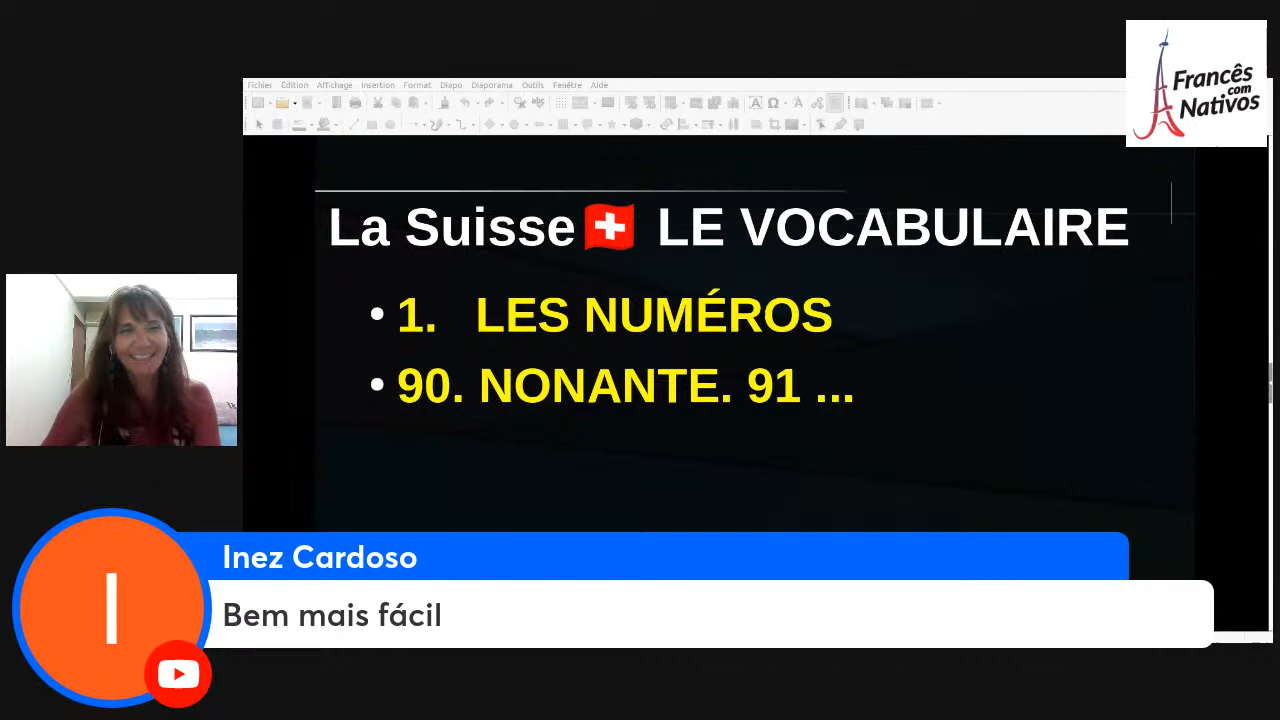 Francês
com
Nativos
Fichier Édition Affichage Insertion Format Diapo Diaporama Outils Fenêtre Aide
La Suisse🇨🇭 LE VOCABULAIRE
• 1. LES NUMÉROS
• 90. NONANTE. 91 ...
I
Inez Cardoso
Bem mais fácil